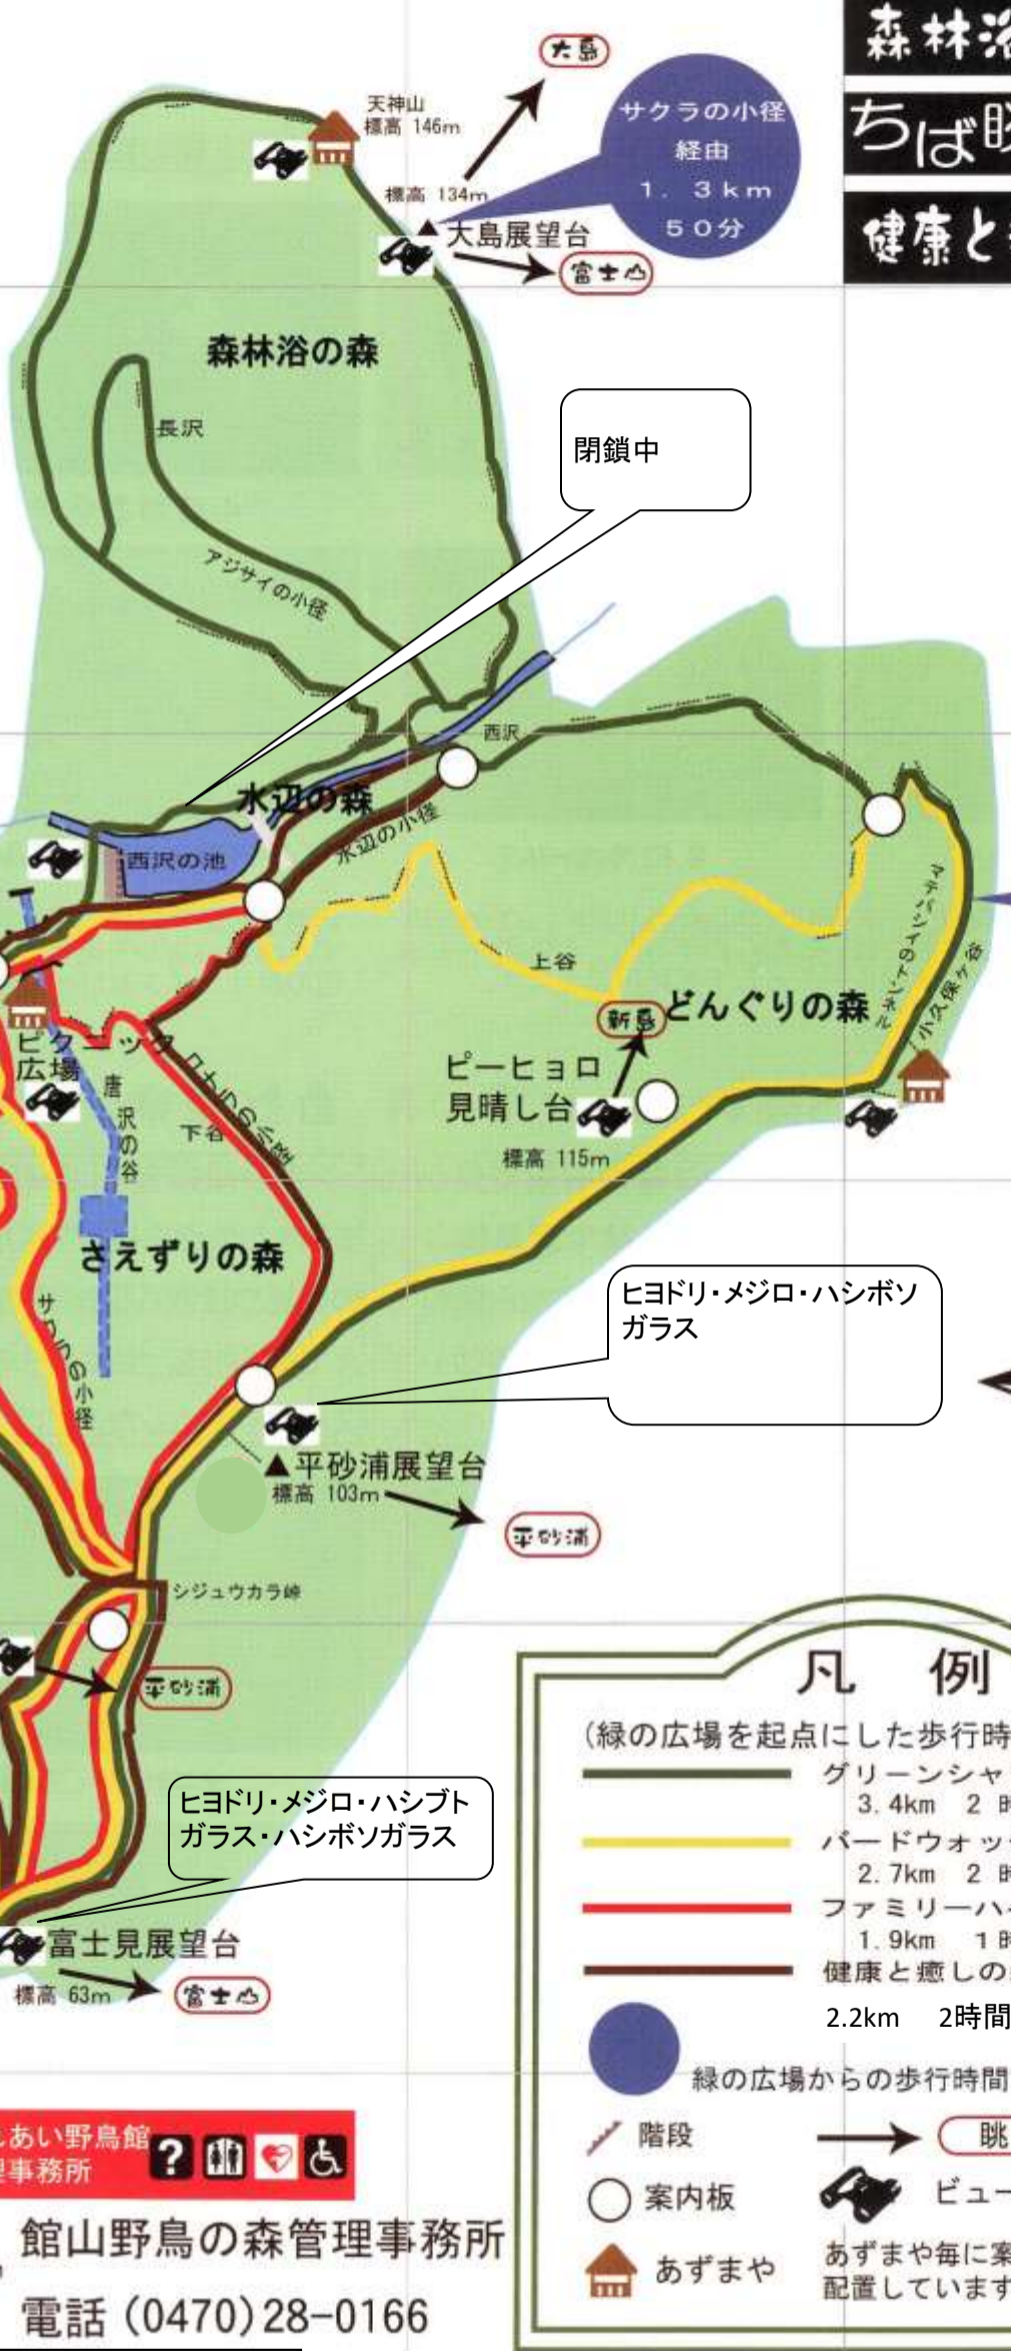 森林浴
ちば眺
健康と
大島
天神山
標高 146m
サクラの小径
経由
1. 3km
50分
標高 134m
大島展望台
富士山
森林浴の森
閉鎖中
長沢
アジサイの小径
西沢
水辺の森
水辺の小径
西沢の池
マテバシイのトンネル
上谷
小久保ヶ谷
新島
どんぐりの森
ピクニック
広場
ピーヒョロ
見晴し台
標高 115m
唐沢の谷
下谷
さえずりの森
ヒヨドリ・メジロ・ハシボソ
ガラス
サクラの小径
平砂浦展望台
標高 103m
平砂浦
シジュウカラ峠
平砂浦
ヒヨドリ・メジロ・ハシブト
ガラス・ハシボソガラス
富士見展望台
標高 63m
富士山
凡 例
(緑の広場を起点にした歩行時
グリーンシャ
3.4km 2 時
バードウォッ
2.7km 2 時
ファミリーハ
1.9km 1時
健康と癒しの
2.2km 2時間
緑の広場からの歩行時間
階段
眺
案内板
ビュー
あずまや
あずまや毎に案
配置しています
あい野鳥館
理事務所
?
館山野鳥の森管理事務所
電話 (0470)28-0166